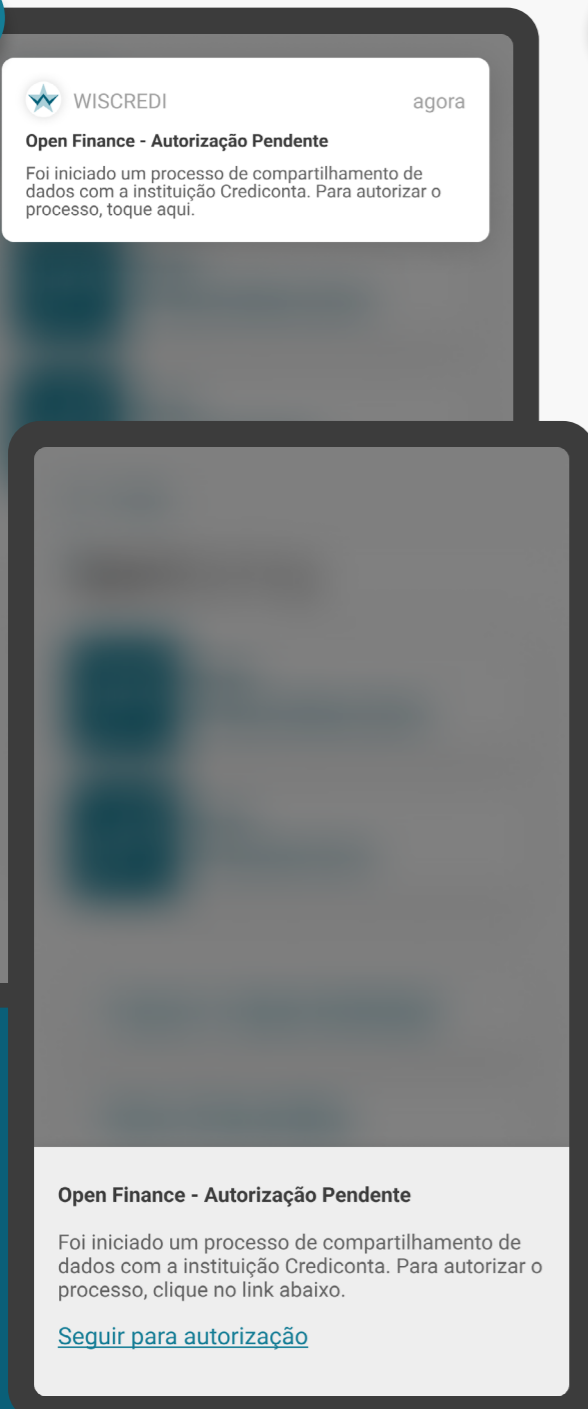 WISCREDI
agora
Open Finance - Autorização Pendente
Foi iniciado um processo de compartilhamento de
dados com a instituição Crediconta. Para autorizar o
processo, toque aqui.
Open Finance - Autorização Pendente
Foi iniciado um processo de compartilhamento de
dados com a instituição Crediconta. Para autorizar o
processo, clique no link abaixo.
Seguir para autorização